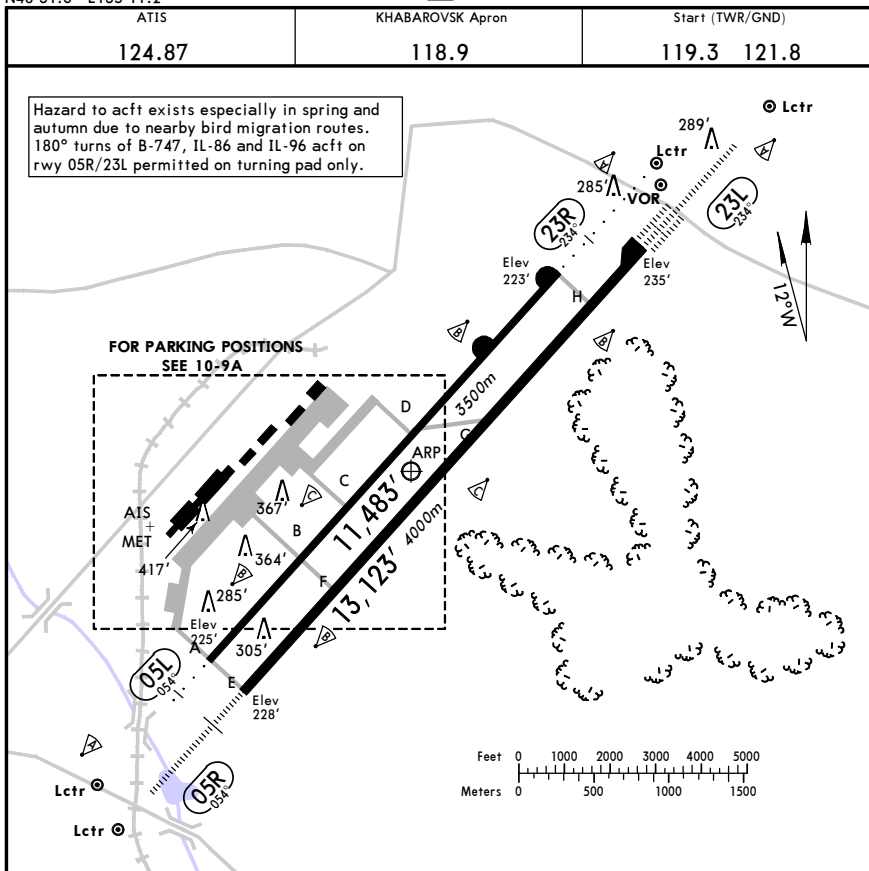 ATIS
KHABAROVSK Apron
Start (TWR/GND)
124.87
118.9
119.3 121.8
Hazard to acft exists especially in spring and
autumn due to nearby bird migration routes.
180° turns of B-747, IL-86 and IL-96 acft on
rwy 05R/23L permitted on turning pad only.
Lctr
289'
A
Lctr
A
285'
VOR
23L
234°
23R
234°
Elev
223'
Elev
235'
H
12°W
B
B
FOR PARKING POSITIONS
SEE 10-9A
3500m
D
G
ARP
C
C
C
367'
11,483'
4000m
AIS
+
MET
B
417'
364'
F
13,123'
B
285'
Elev
225'
305'
B
A
05L
054°
E
Elev
228'
A
05R
054°
Lctr
Lctr
Feet 0 1000 2000 3000 4000 5000
Meters 0 500 1000 1500